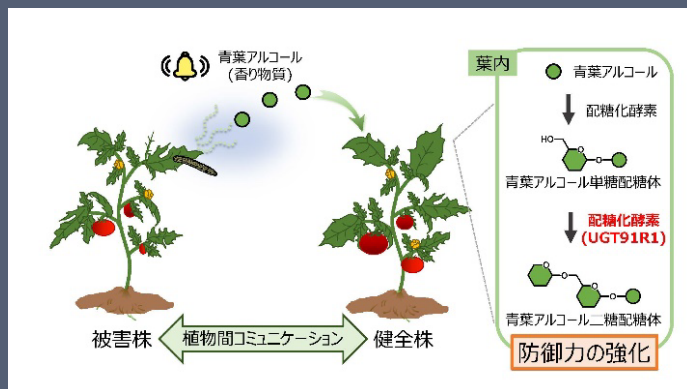 青葉アルコール
(香り物質)
被害株
植物間コミュニケーション
健全株
葉内
青葉アルコール
配糖化酵素
HO
O
O
青葉アルコール単糖配糖体
配糖化酵素
(UGT91R1)
O
O
O
O
青葉アルコール二糖配糖体
防御力の強化